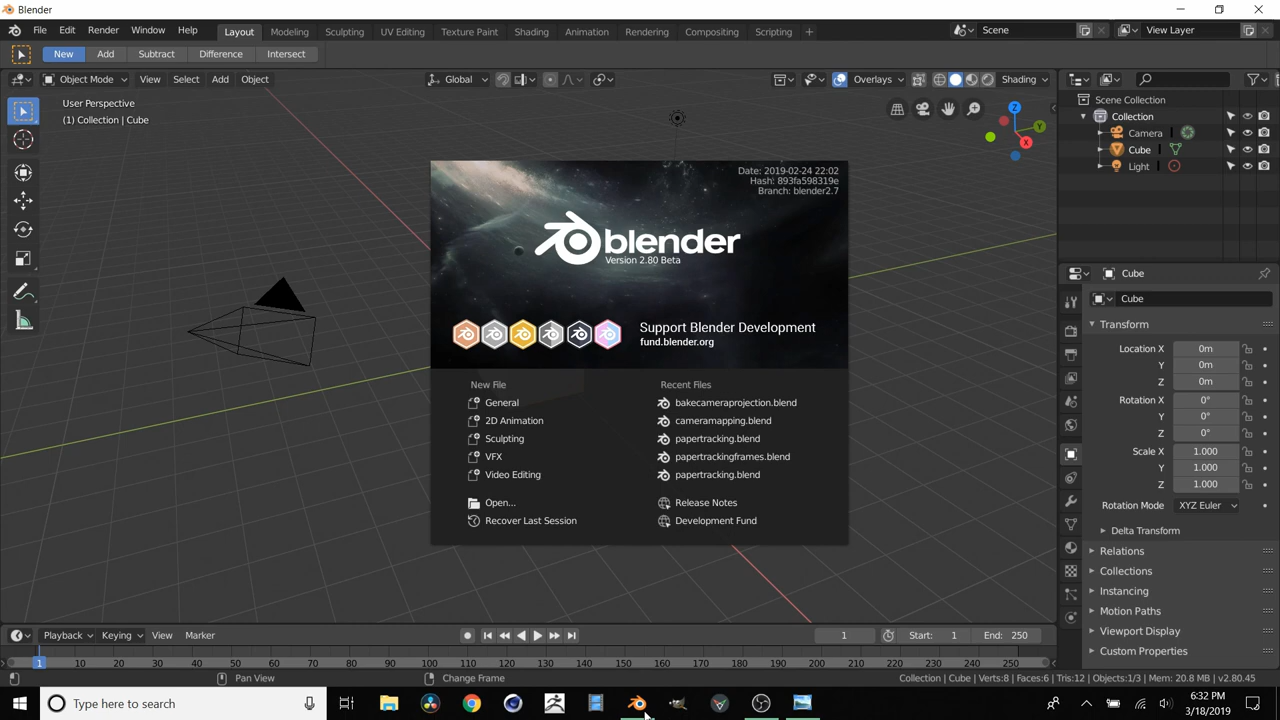 Blender
File Edit Render Window Help Layout Modeling Sculpting UV Editing Texture Paint Shading Animation Rendering Compositing Scripting + Scene View Layer
New Add Subtract Difference Intersect
Object Mode View Select Add Object Global Overlays Shading
User Perspective
(1) Collection | Cube
Z
Y
X
Scene Collection
Collection
Camera
Cube
Light
Date: 2019-02-24 22:02
Hash: 893fa598319e
Branch: blender2.7
blender
Version 2.80 Beta
Support Blender Development
fund.blender.org
New File
General
2D Animation
Sculpting
VFX
Video Editing
Open...
Recover Last Session
Recent Files
bakecameraprojection.blend
cameramapping.blend
papertracking.blend
papertrackingframes.blend
papertracking.blend
Release Notes
Development Fund
Cube
Cube
Transform
Location X 0m
Y 0m
Z 0m
Rotation X 0°
Y 0°
Z 0°
Scale X 1.000
Y 1.000
Z 1.000
Rotation Mode XYZ Euler
Delta Transform
Relations
Collections
Instancing
Motion Paths
Viewport Display
Custom Properties
Playback Keying View Marker 1 Start: 1 End: 250
1 10 20 30 40 50 60 70 80 90 100 110 120 130 140 150 160 170 180 190 200 210 220 230 240 250
Pan View Change Frame Collection | Cube | Verts:8 | Faces:6 | Tris:12 | Objects:1/3 | Mem: 20.8 MB | v2.80.45
Type here to search
6:32 PM
3/18/2019